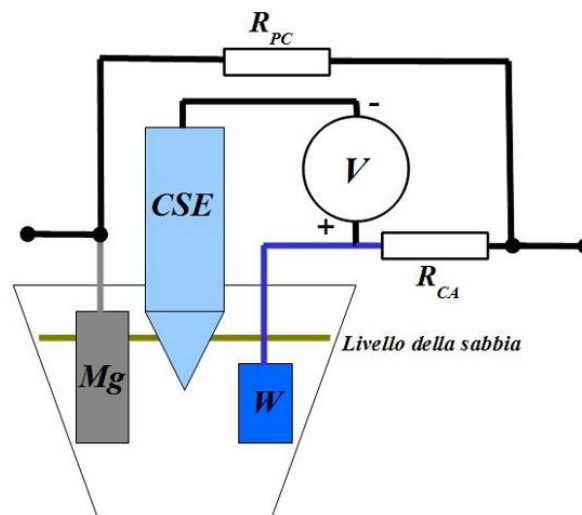 R_PC
-
CSE
V
+
R_CA
Livello della sabbia
Mg
W